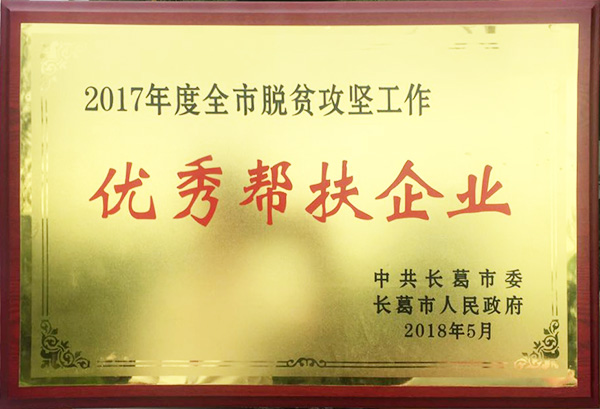 2017年度全市脱贫攻坚工作
优秀帮扶企业
中共长葛市委
长葛市人民政府
2018年5月